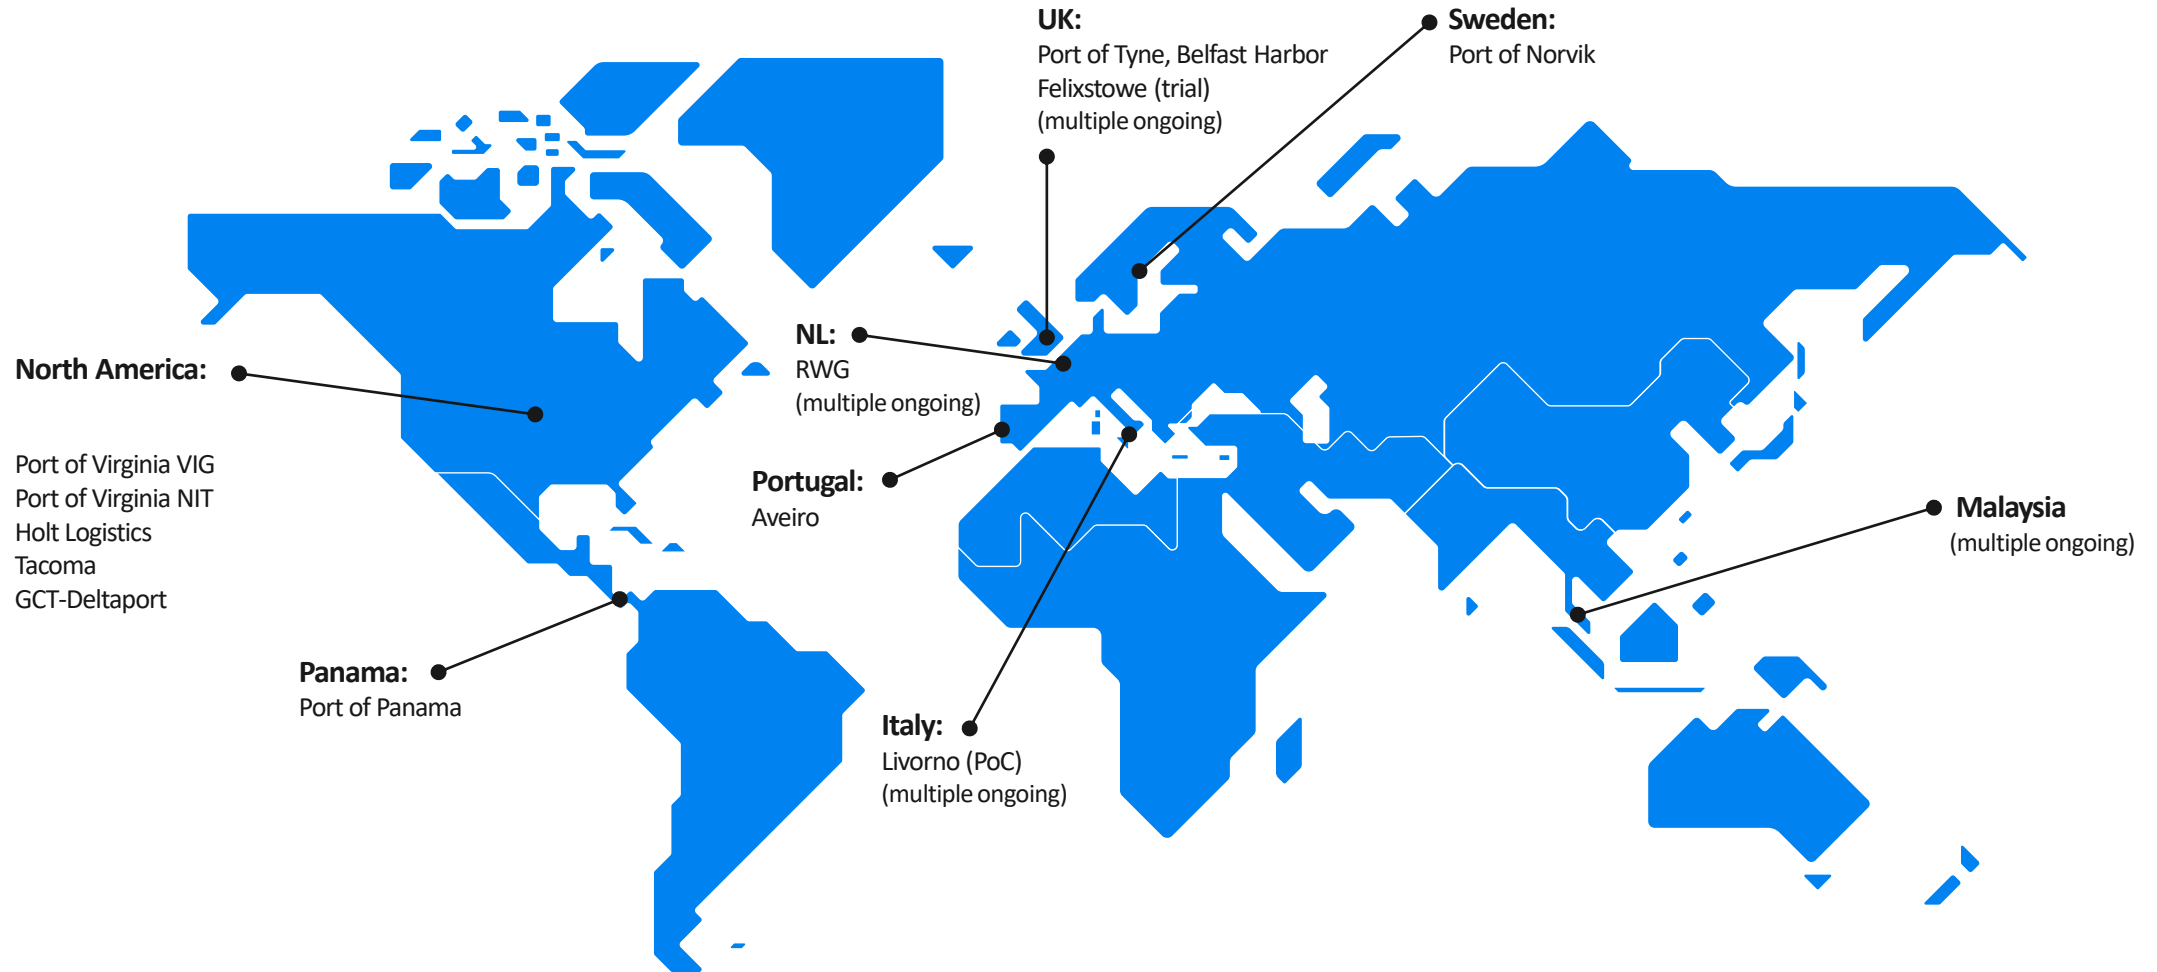 UK:
Port of Tyne, Belfast Harbor
Felixstowe (trial)
(multiple ongoing)
Sweden:
Port of Norvik
NL:
RWG
(multiple ongoing)
North America:
Port of Virginia VIG
Port of Virginia NIT
Holt Logistics
Tacoma
GCT-Deltaport
Portugal:
Aveiro
Malaysia
(multiple ongoing)
Panama:
Port of Panama
Italy:
Livorno (PoC)
(multiple ongoing)